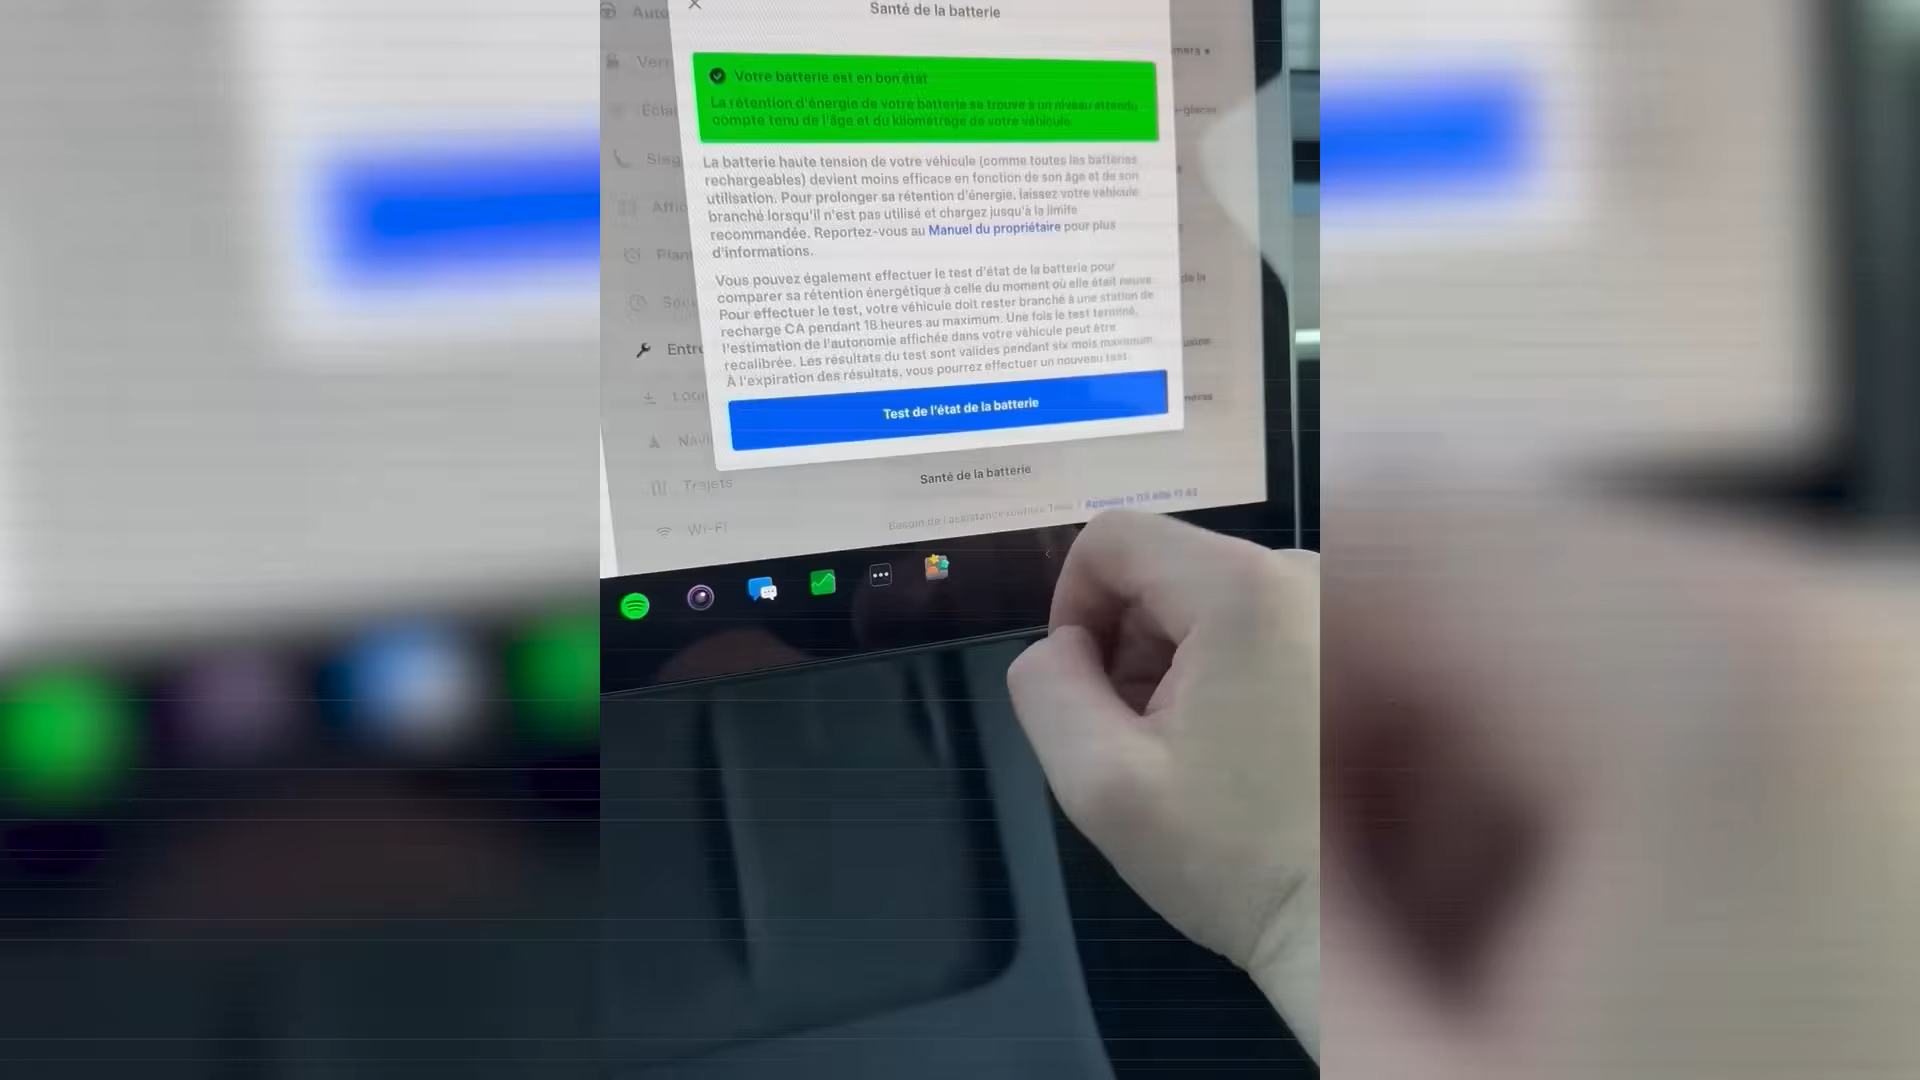 Santé de la batterie
Auto
Votre batterie est en bon état
La rétention d'énergie de votre batterie se trouve à un niveau attendu
compte tenu de l'âge et du kilométrage de votre véhicule
La batterie haute tension de votre véhicule (comme toutes les batteries
rechargeables) devient moins efficace en fonction de son âge et de son
utilisation. Pour prolonger sa rétention d'énergie, laissez votre véhicule
branché lorsqu'il n'est pas utilisé et chargez jusqu'à la limite
recommandée. Reportez-vous au Manuel du propriétaire pour plus
d'informations.
Vous pouvez également effectuer le test d'état de la batterie pour
comparer sa rétention énergétique à celle du moment où elle était neuve.
Pour effectuer le test, votre véhicule doit rester branché à une station de
recharge CA pendant 18 heures au maximum. Une fois le test terminé,
l'estimation de l'autonomie affichée dans votre véhicule peut être
recalibrée. Les résultats du test sont valides pendant six mois maximum.
À l'expiration des résultats, vous pourrez effectuer un nouveau test.
Test de l'état de la batterie
Entre
Navi
Santé de la batterie
Trajets
Wi-Fi
de la